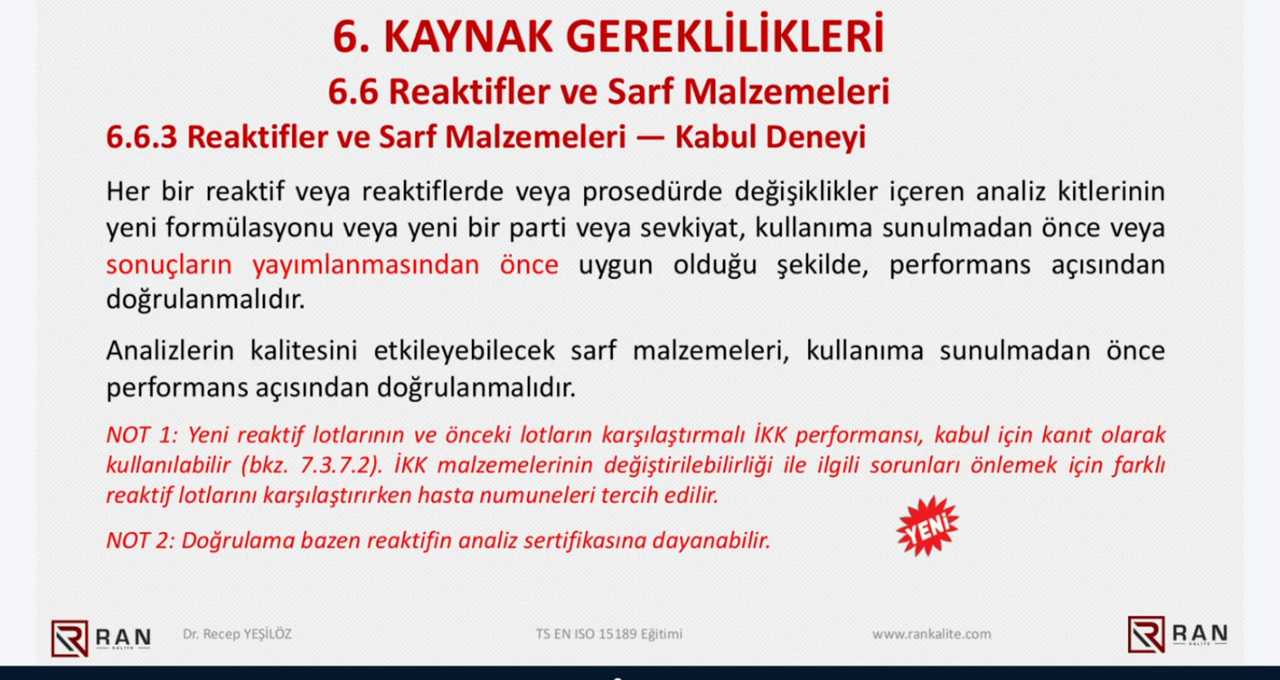 6. KAYNAK GEREKLİLİKLERİ
6.6 Reaktifler ve Sarf Malzemeleri
6.6.3 Reaktifler ve Sarf Malzemeleri — Kabul Deneyi
Her bir reaktif veya reaktiflerde veya prosedürde değişiklikler içeren analiz kitlerinin
yeni formülasyonu veya yeni bir parti veya sevkiyat, kullanıma sunulmadan önce veya
sonuçların yayımlanmasından önce uygun olduğu şekilde, performans açısından
doğrulanmalıdır.
Analizlerin kalitesini etkileyebilecek sarf malzemeleri, kullanıma sunulmadan önce
performans açısından doğrulanmalıdır.
NOT 1: Yeni reaktif lotlarının ve önceki lotların karşılaştırmalı İKK performansı, kabul için kanıt olarak
kullanılabilir (bkz. 7.3.7.2). İKK malzemelerinin değiştirilebilirliği ile ilgili sorunları önlemek için farklı
reaktif lotlarını karşılaştırırken hasta numuneleri tercih edilir.
YENİ
NOT 2: Doğrulama bazen reaktifin analiz sertifikasına dayanabilir.
RAN
KALİTE
Dr. Recep YEŞİLÖZ
TS EN ISO 15189 Eğitimi
www.rankalite.com
RAN
KALİTE